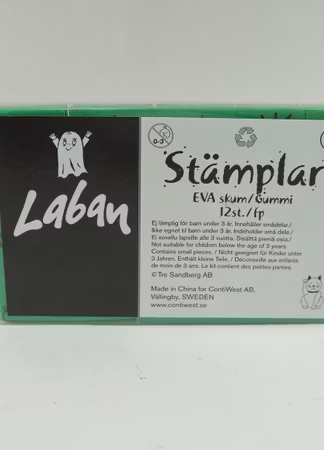 Laban
0-3
Stämplar
EVA skum/Gummi
12st./fp
Ej lämplig för barn under 3 år. Innehåller smådelar./
Ikke egnet til børn under 3 år. Indeholder små dele./
Ei sovellu lapsille alle 3 vuotta. Sisältää pieniä osia./
Not suitable for children below the age of 3 years.
Contains small pieces. / Nicht geeignet für Kinder unter
3 Jahren. Enthält kleine Teile. / Déconseille aux enfants
de moin de 3 ans. Le kit contient des petites parties.
© Tre Sandberg AB
Made in China for ContiWest AB,
Vällingby, SWEDEN
www.contiwest.se